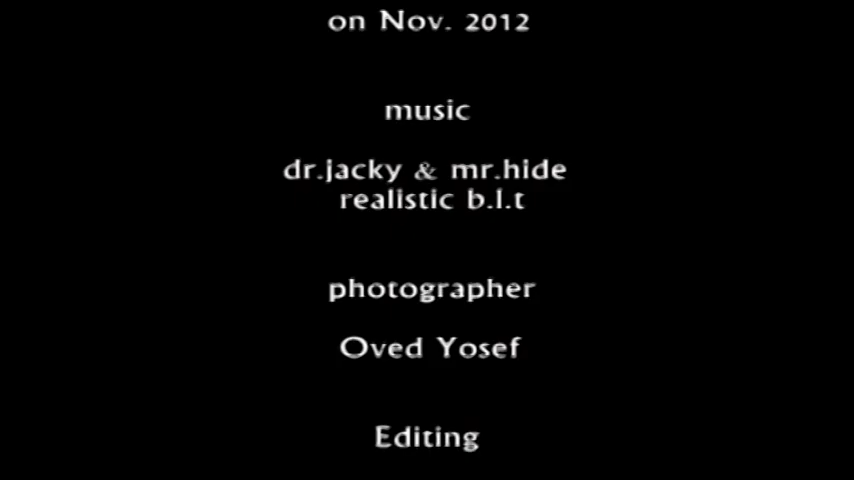 on Nov. 2012
music
dr.jacky & mr.hide
realistic b.l.t
photographer
Oved Yosef
Editing